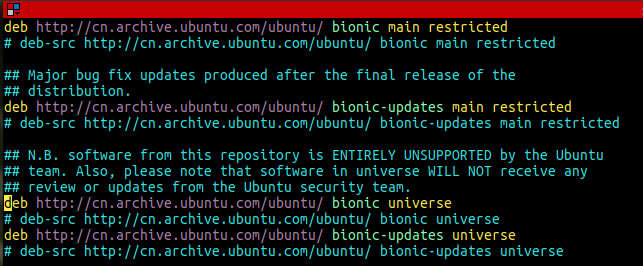 deb http://cn.archive.ubuntu.com/ubuntu/ bionic main restricted
# deb-src http://cn.archive.ubuntu.com/ubuntu/ bionic main restricted
## Major bug fix updates produced after the final release of the
## distribution.
deb http://cn.archive.ubuntu.com/ubuntu/ bionic-updates main restricted
# deb-src http://cn.archive.ubuntu.com/ubuntu/ bionic-updates main restricted
## N.B. software from this repository is ENTIRELY UNSUPPORTED by the Ubuntu
## team. Also, please note that software in universe WILL NOT receive any
## review or updates from the Ubuntu security team.
deb http://cn.archive.ubuntu.com/ubuntu/ bionic universe
# deb-src http://cn.archive.ubuntu.com/ubuntu/ bionic universe
deb http://cn.archive.ubuntu.com/ubuntu/ bionic-updates universe
# deb-src http://cn.archive.ubuntu.com/ubuntu/ bionic-updates universe